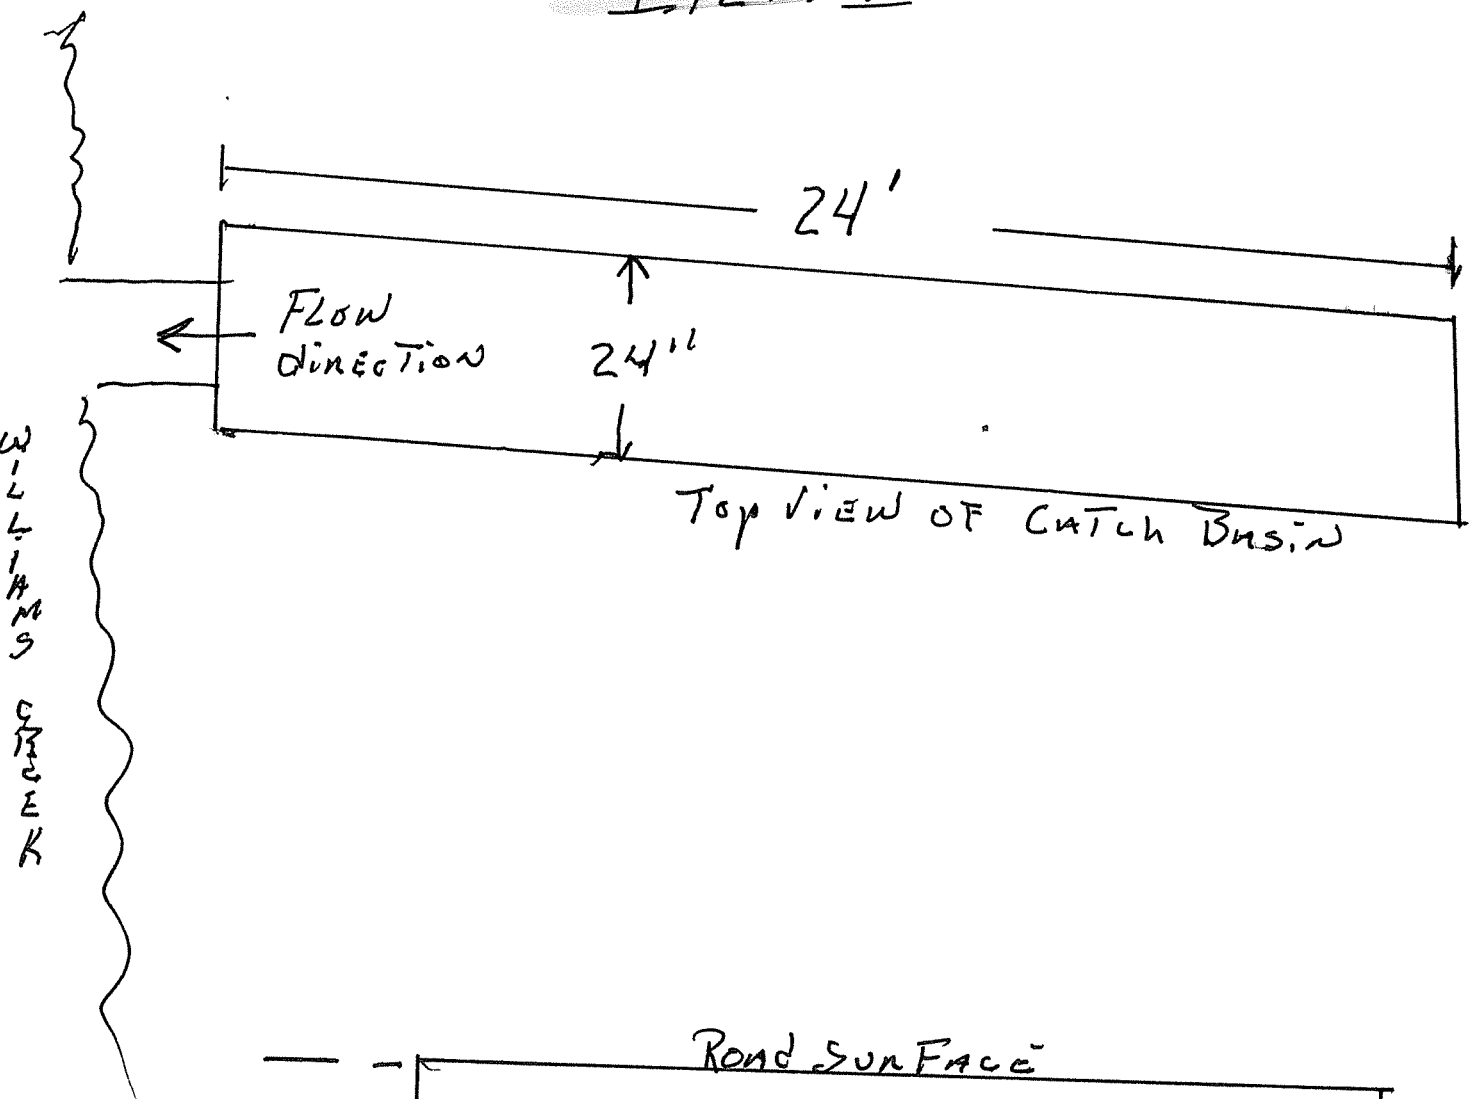 24'
Flow
direction
24"
Top View OF Catch Basin
WILLIAMS CREEK
Road Surface